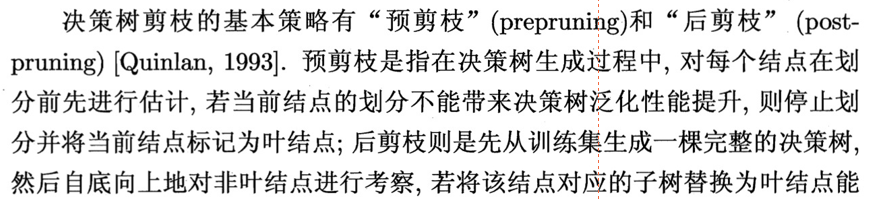 决策树剪枝的基本策略有“预剪枝”(prepruning)和“后剪枝” (post-
pruning) [Quinlan, 1993]. 预剪枝是指在决策树生成过程中, 对每个结点在划
分前先进行估计, 若当前结点的划分不能带来决策树泛化性能提升, 则停止划
分并将当前结点标记为叶结点; 后剪枝则是先从训练集生成一棵完整的决策树,
然后自底向上地对非叶结点进行考察, 若将该结点对应的子树替换为叶结点能